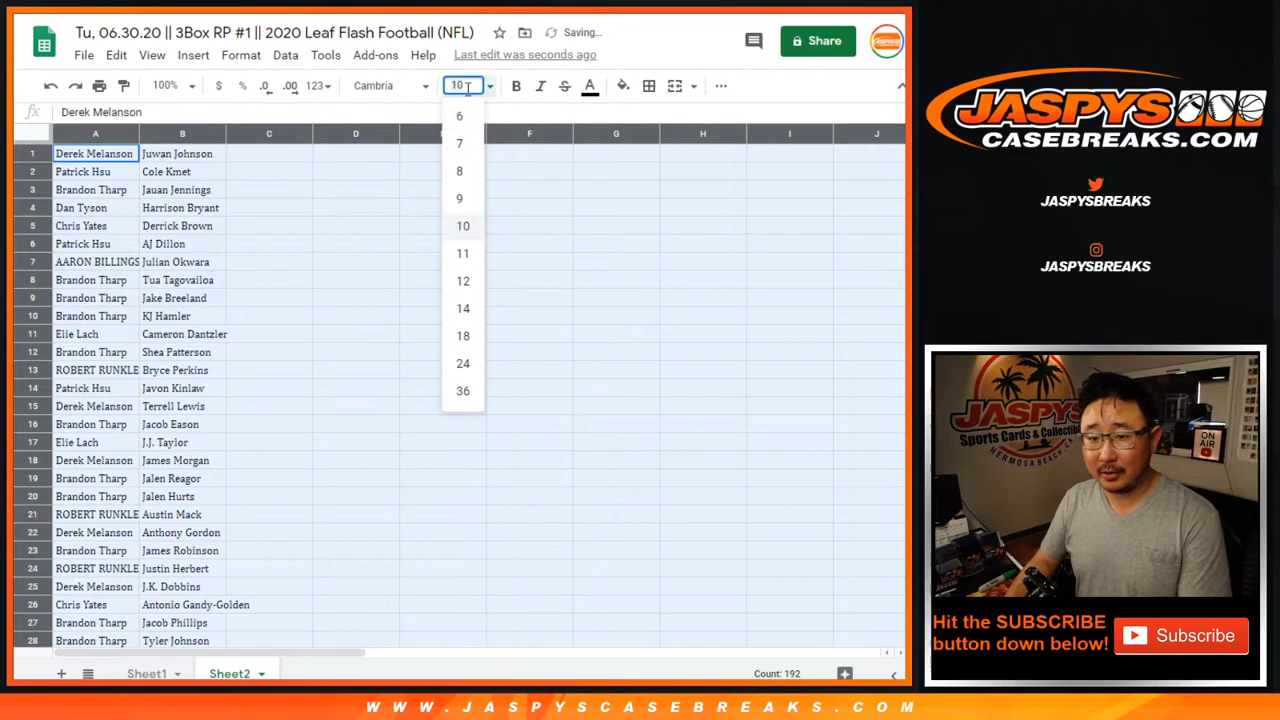 Tu, 06.30.20 || 3Box RP #1 || 2020 Leaf Flash Football (NFL) Saving...
File Edit View Insert Format Data Tools Add-ons Help Last edit was seconds ago
Share
100% $ % .0 .00 123 Cambria 10 B I S A
fx Derek Melanson
A B C D F G H I J
1 Derek Melanson Juwan Johnson
2 Patrick Hsu Cole Kmet
3 Brandon Tharp Jauan Jennings
4 Dan Tyson Harrison Bryant
5 Chris Yates Derrick Brown
6 Patrick Hsu AJ Dillon
7 AARON BILLINGS Julian Okwara
8 Brandon Tharp Tua Tagovailoa
9 Brandon Tharp Jake Breeland
10 Brandon Tharp KJ Hamler
11 Elie Lach Cameron Dantzler
12 Brandon Tharp Shea Patterson
13 ROBERT RUNKLE Bryce Perkins
14 Patrick Hsu Javon Kinlaw
15 Derek Melanson Terrell Lewis
16 Brandon Tharp Jacob Eason
17 Elie Lach J.J. Taylor
18 Derek Melanson James Morgan
19 Brandon Tharp Jalen Reagor
20 Brandon Tharp Jalen Hurts
21 ROBERT RUNKLE Austin Mack
22 Derek Melanson Anthony Gordon
23 Brandon Tharp James Robinson
24 ROBERT RUNKLE Justin Herbert
25 Derek Melanson J.K. Dobbins
26 Chris Yates Antonio Gandy-Golden
27 Brandon Tharp Jacob Phillips
28 Brandon Tharp Tyler Johnson
6
7
8
9
10
11
12
14
18
24
36
Sheet1 Sheet2 Count: 192
JASPYS
CASEBREAKS.COM
JASPYSBREAKS
JASPYSBREAKS
JASPYS
Sports Cards & Collectibles
HERMOSA BEACH, CA
ON AIR
Hit the SUBSCRIBE
button down below!
Subscribe
WWW.JASPYSCASEBREAKS.COM